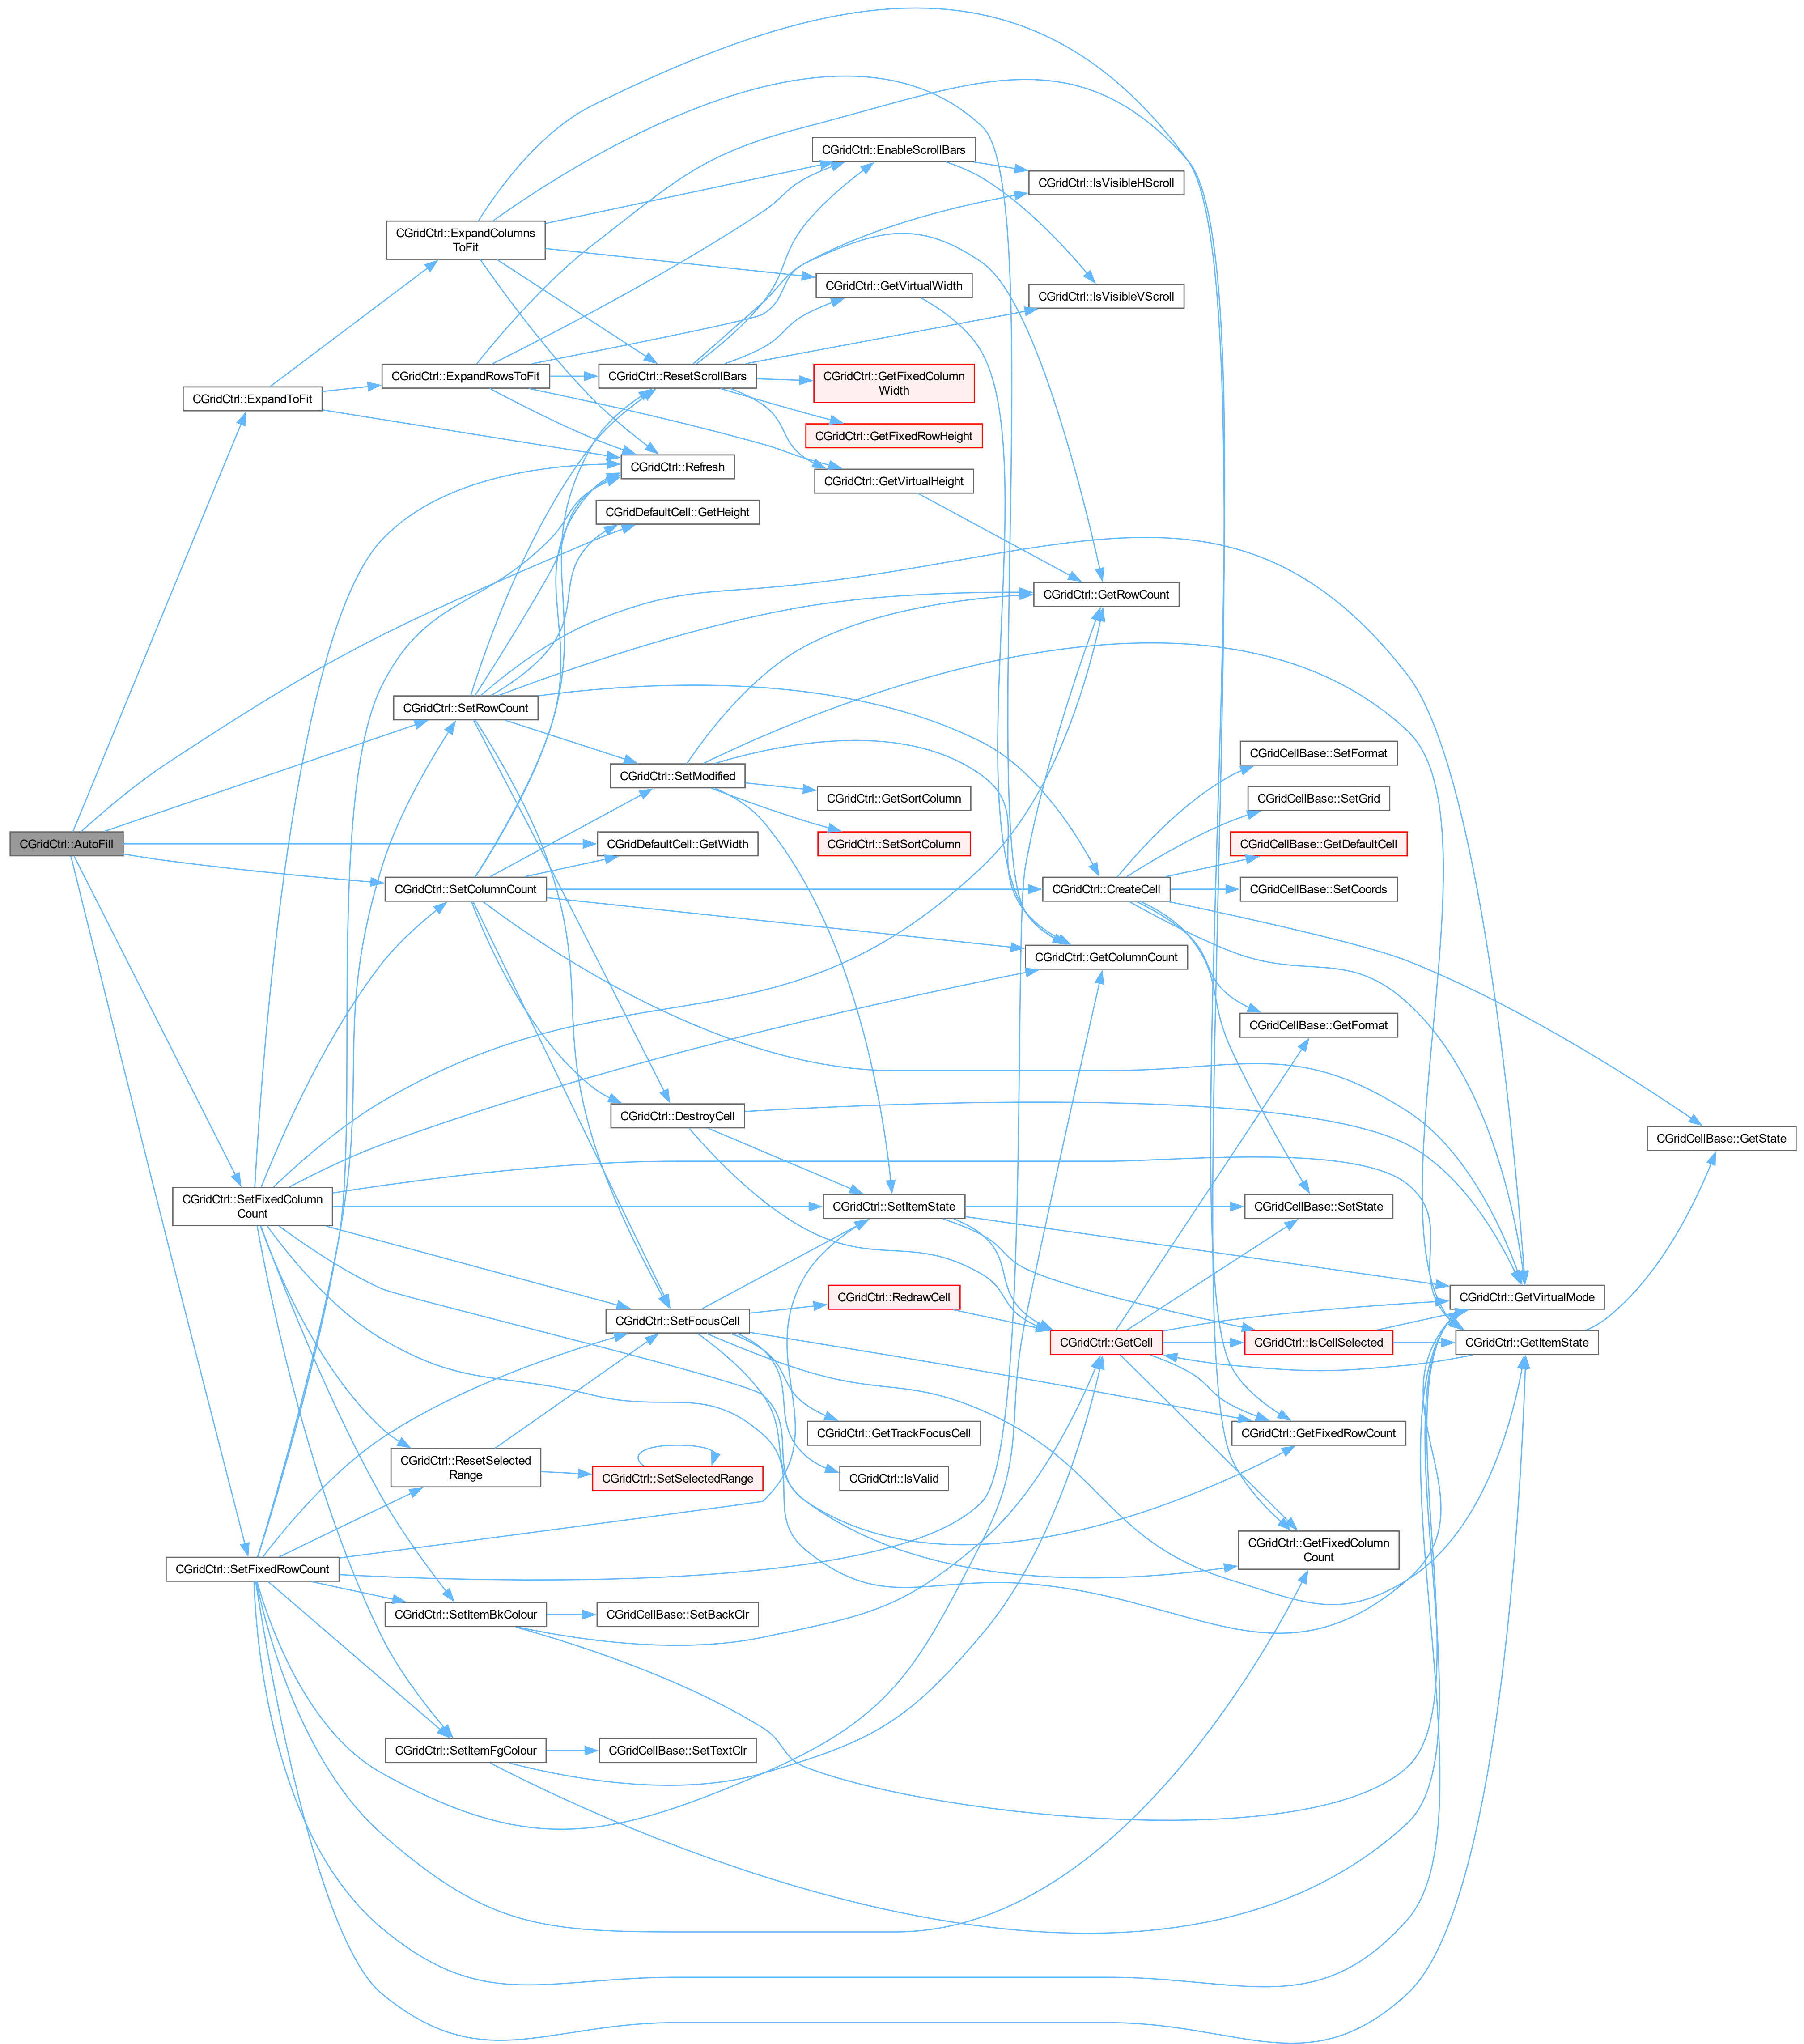 CGridCtrl::AutoFill
CGridCtrl::ExpandToFit
CGridCtrl::ExpandColumns
ToFit
CGridCtrl::ExpandRowsToFit
CGridCtrl::SetRowCount
CGridCtrl::SetColumnCount
CGridCtrl::SetFixedColumn
Count
CGridCtrl::SetFixedRowCount
CGridCtrl::ResetSelected
Range
CGridCtrl::SetItemBkColour
CGridCtrl::SetItemFgColour
CGridCtrl::ResetScrollBars
CGridCtrl::Refresh
CGridDefaultCell::GetHeight
CGridCtrl::SetModified
CGridDefaultCell::GetWidth
CGridCtrl::DestroyCell
CGridCtrl::SetFocusCell
CGridCtrl::SetSelectedRange
CGridCellBase::SetBackClr
CGridCellBase::SetTextClr
CGridCtrl::EnableScrollBars
CGridCtrl::GetVirtualWidth
CGridCtrl::GetFixedColumn
Width
CGridCtrl::GetFixedRowHeight
CGridCtrl::GetVirtualHeight
CGridCtrl::GetSortColumn
CGridCtrl::SetSortColumn
CGridCtrl::SetItemState
CGridCtrl::RedrawCell
CGridCtrl::GetTrackFocusCell
CGridCtrl::IsValid
CGridCtrl::IsVisibleHScroll
CGridCtrl::IsVisibleVScroll
CGridCtrl::GetRowCount
CGridCtrl::CreateCell
CGridCtrl::GetColumnCount
CGridCtrl::GetCell
CGridCellBase::SetFormat
CGridCellBase::SetGrid
CGridCellBase::GetDefaultCell
CGridCellBase::SetCoords
CGridCellBase::GetFormat
CGridCellBase::SetState
CGridCtrl::IsCellSelected
CGridCtrl::GetFixedRowCount
CGridCtrl::GetFixedColumn
Count
CGridCtrl::GetVirtualMode
CGridCtrl::GetItemState
CGridCellBase::GetState